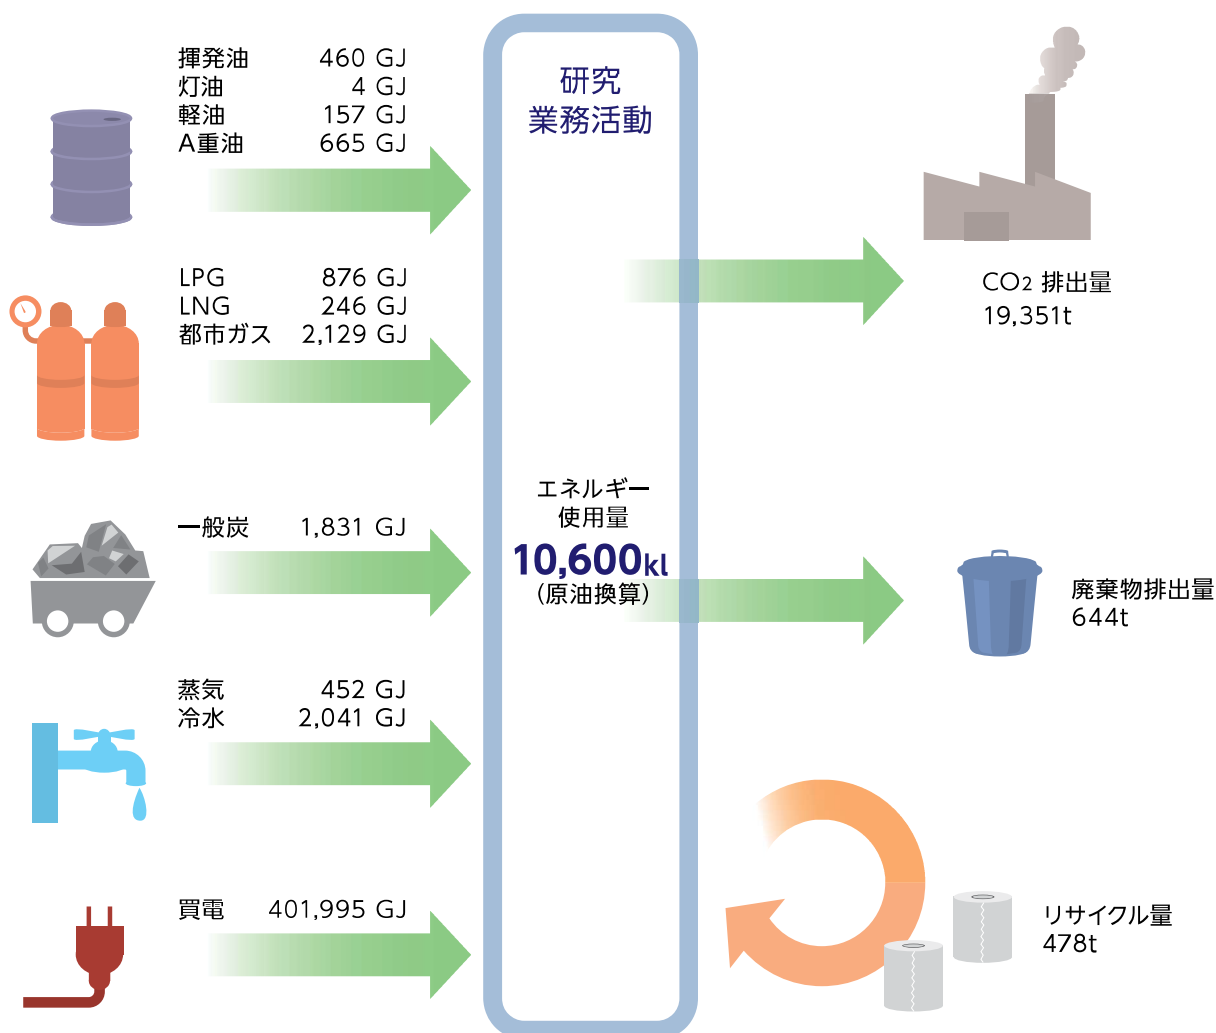 揮発油 460 GJ
灯油 4 GJ
軽油 157 GJ
A重油 665 GJ
LPG 876 GJ
LNG 246 GJ
都市ガス 2,129 GJ
一般炭 1,831 GJ
蒸気 452 GJ
冷水 2,041 GJ
買電 401,995 GJ
研究
業務活動
エネルギー
使用量
10,600kl
(原油換算)
CO2 排出量
19,351t
廃棄物排出量
644t
リサイクル量
478t